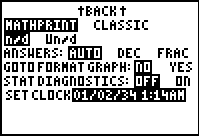 ↑BACK↑
MATHPRINT CLASSIC
n/d Un/d
ANSWERS: AUTO DEC FRAC
GOTO FORMAT GRAPH: NO YES
STAT DIAGNOSTICS: OFF ON
SET CLOCK 01/02/34 1:14AM